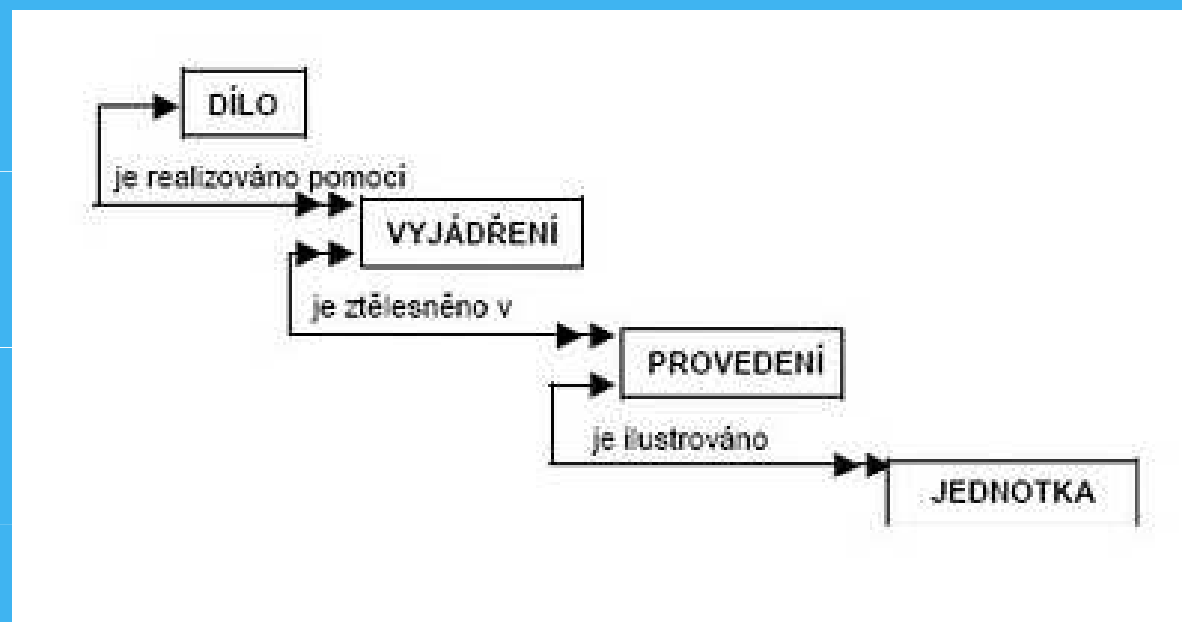 DÍLO
je realizováno pomocí
VYJÁDŘENÍ
je ztělesněno v
PROVEDENÍ
je ilustrováno
JEDNOTKA